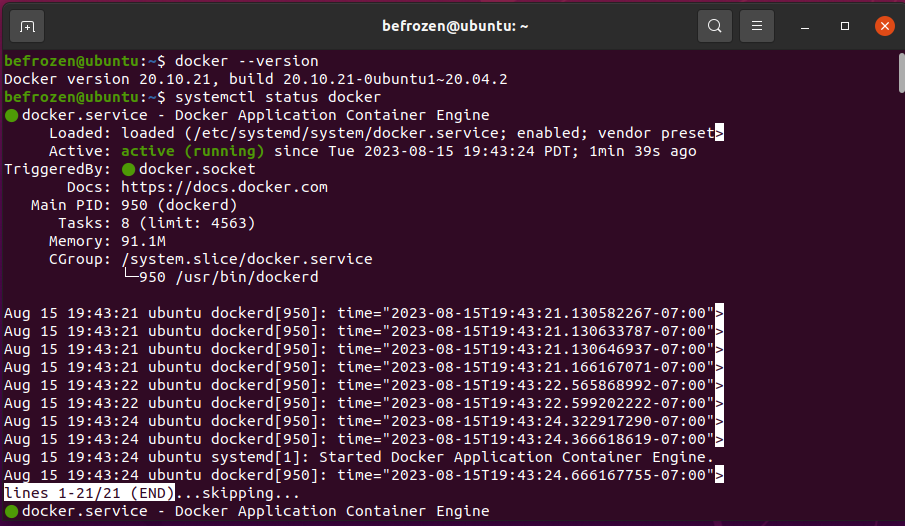 befrozen@ubuntu: ~
befrozen@ubuntu:~$ docker --version
Docker version 20.10.21, build 20.10.21-0ubuntu1~20.04.2
befrozen@ubuntu:~$ systemctl status docker
● docker.service - Docker Application Container Engine
     Loaded: loaded (/etc/systemd/system/docker.service; enabled; vendor preset>
     Active: active (running) since Tue 2023-08-15 19:43:24 PDT; 1min 39s ago
TriggeredBy: ● docker.socket
       Docs: https://docs.docker.com
   Main PID: 950 (dockerd)
      Tasks: 8 (limit: 4563)
     Memory: 91.1M
     CGroup: /system.slice/docker.service
             └─950 /usr/bin/dockerd
Aug 15 19:43:21 ubuntu dockerd[950]: time="2023-08-15T19:43:21.130582267-07:00">
Aug 15 19:43:21 ubuntu dockerd[950]: time="2023-08-15T19:43:21.130633787-07:00">
Aug 15 19:43:21 ubuntu dockerd[950]: time="2023-08-15T19:43:21.130646937-07:00">
Aug 15 19:43:21 ubuntu dockerd[950]: time="2023-08-15T19:43:21.166167071-07:00">
Aug 15 19:43:22 ubuntu dockerd[950]: time="2023-08-15T19:43:22.565868992-07:00">
Aug 15 19:43:22 ubuntu dockerd[950]: time="2023-08-15T19:43:22.599202222-07:00">
Aug 15 19:43:24 ubuntu dockerd[950]: time="2023-08-15T19:43:24.322917290-07:00">
Aug 15 19:43:24 ubuntu dockerd[950]: time="2023-08-15T19:43:24.366618619-07:00">
Aug 15 19:43:24 ubuntu systemd[1]: Started Docker Application Container Engine.
Aug 15 19:43:24 ubuntu dockerd[950]: time="2023-08-15T19:43:24.666167755-07:00">
lines 1-21/21 (END)...skipping...
● docker.service - Docker Application Container Engine